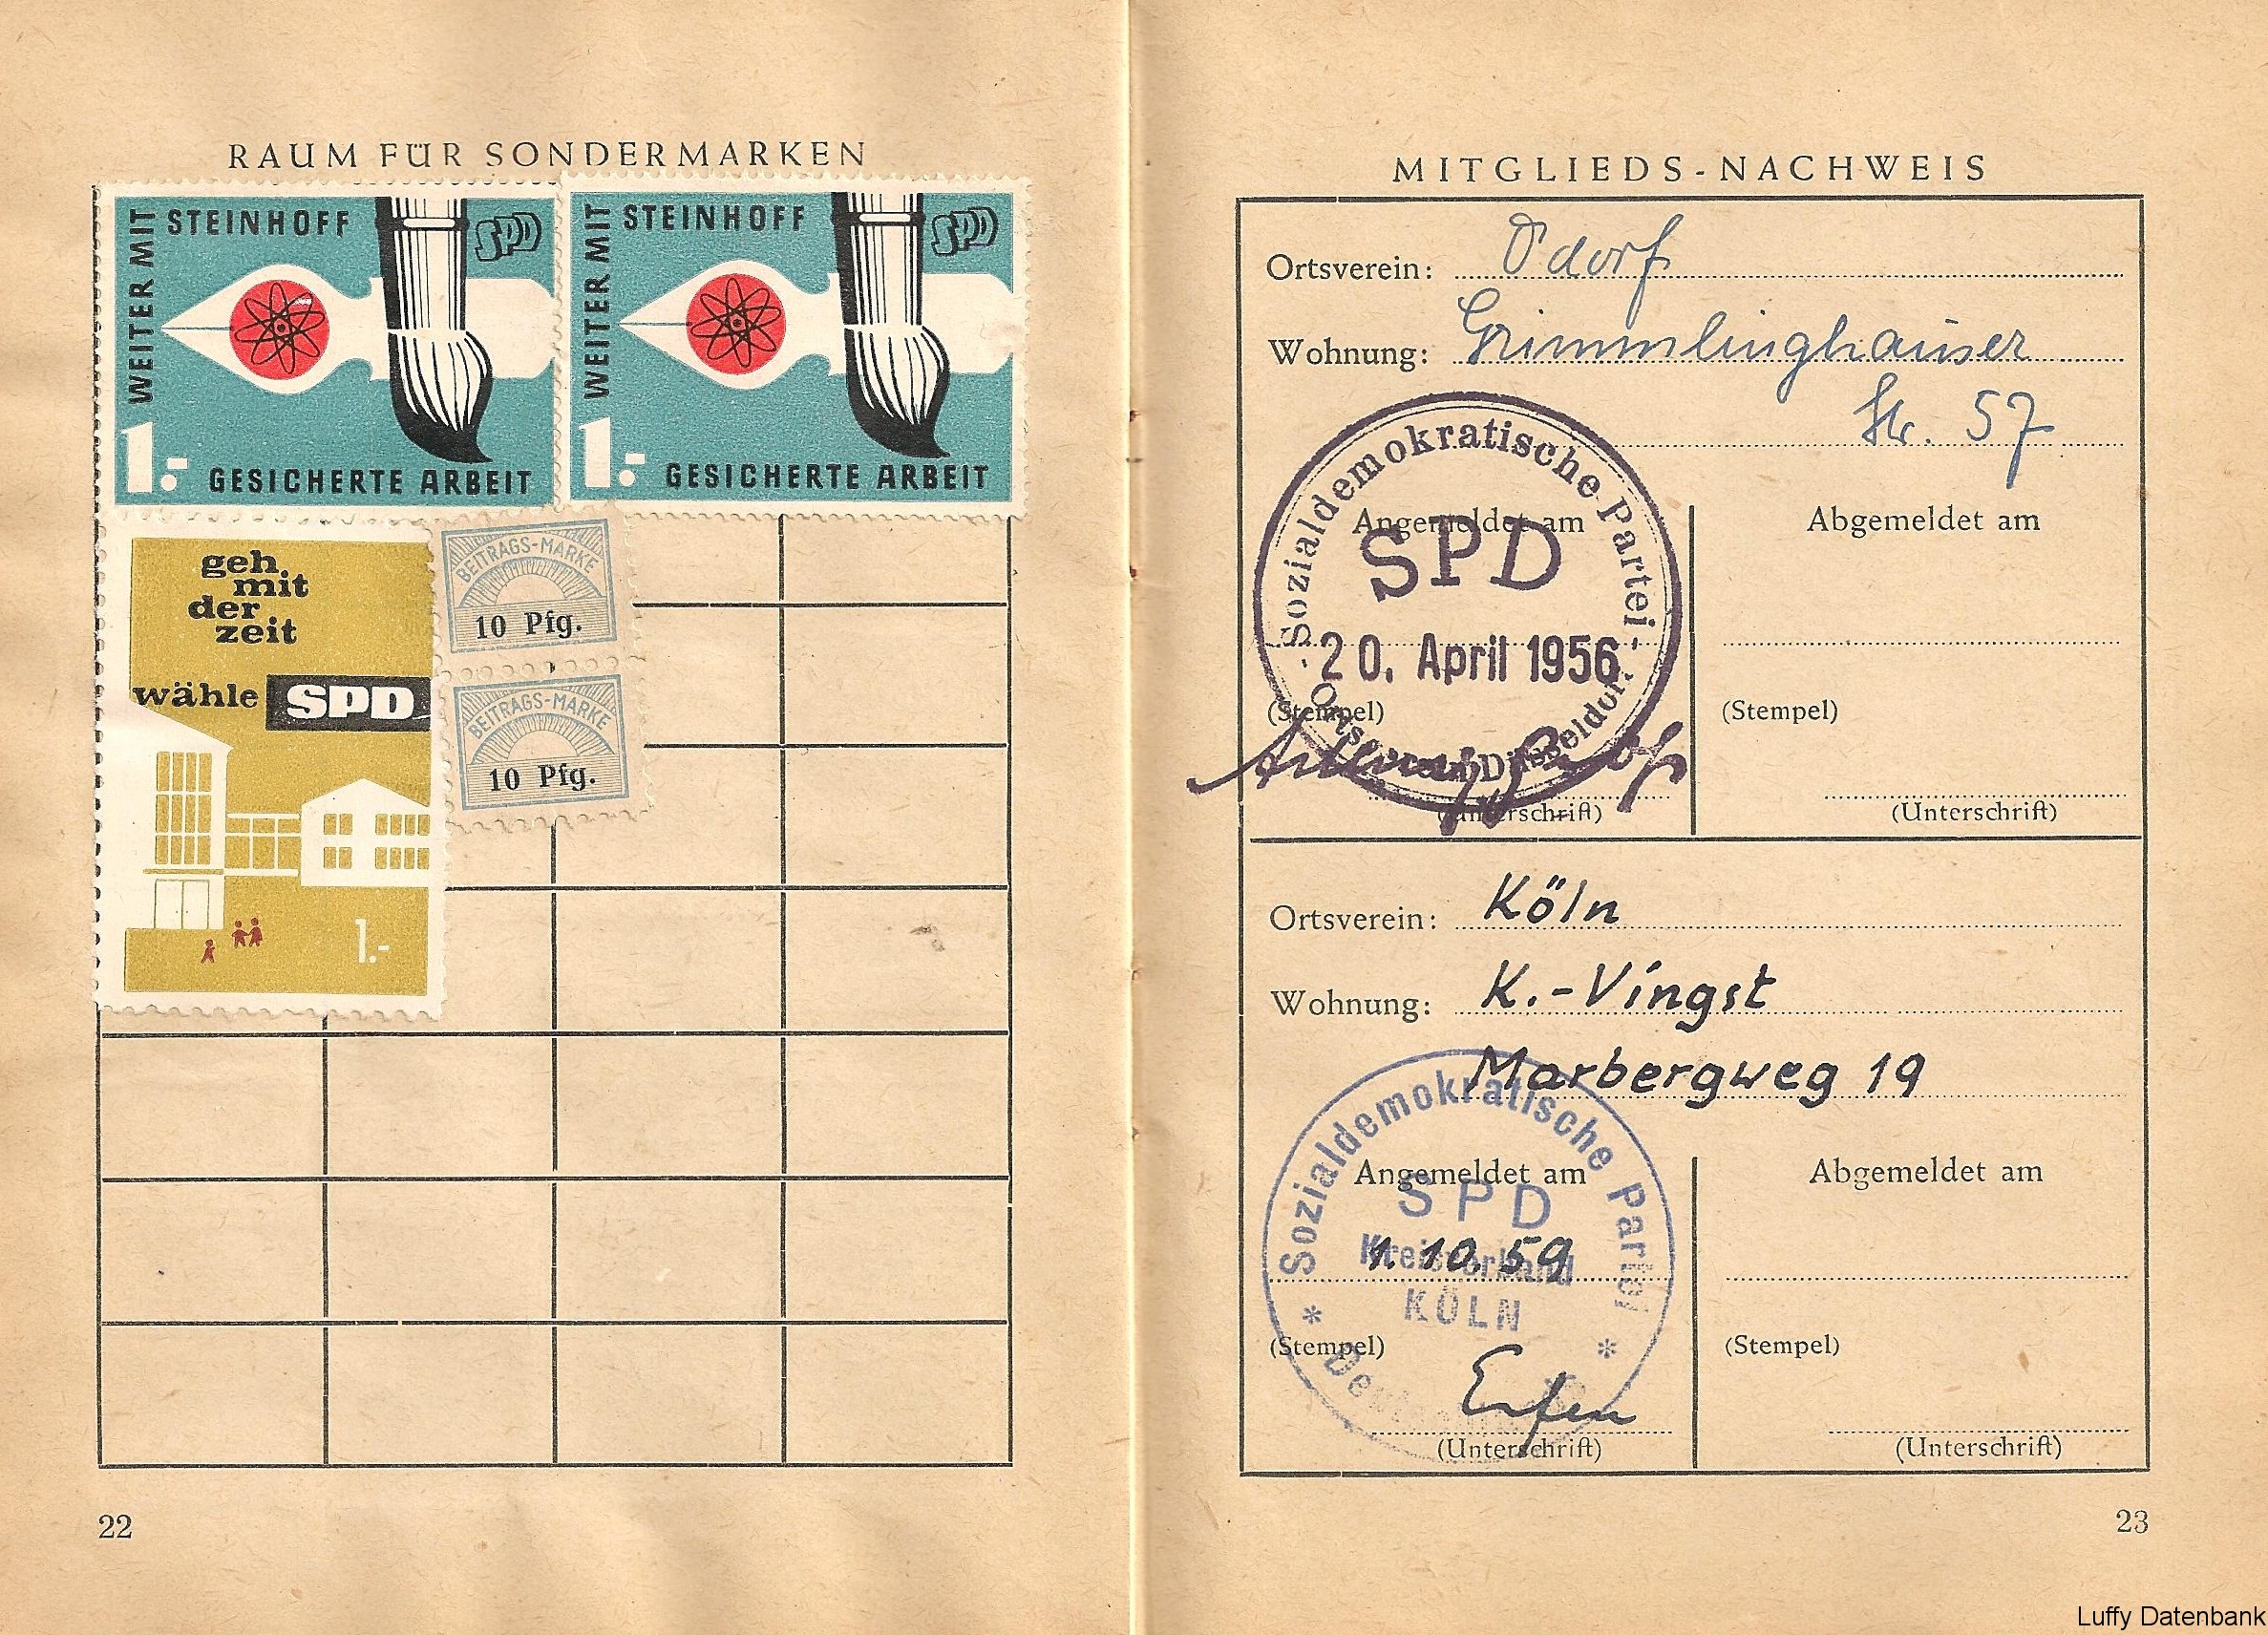 RAUM FÜR SONDERMARKEN
WEITER MIT
STEINHOFF
SPD
1.-
GESICHERTE ARBEIT
WEITER MIT
STEINHOFF
SPD
1.-
GESICHERTE ARBEIT
geh
mit
der
zeit
wähle SPD
1.-
BEITRAGS-MARKE
10 Pfg.
BEITRAGS-MARKE
10 Pfg.
22
MITGLIEDS-NACHWEIS
Ortsverein: Ddorf
Wohnung: Grimmlinghauser
Str. 57
Angemeldet am
Abgemeldet am
Sozialdemokratische Partei
SPD
20. April 1956
Ortsverein Düsseldorf
(Stempel)
(Stempel)
(Unterschrift)
(Unterschrift)
Ortsverein: Köln
Wohnung: K.-Vingst
Marbergweg 19
Angemeldet am
Abgemeldet am
Sozialdemokratische Partei
SPD
Kreisverband
KÖLN
1. 10. 59
(Stempel)
(Stempel)
(Unterschrift)
(Unterschrift)
23
Luffy Datenbank